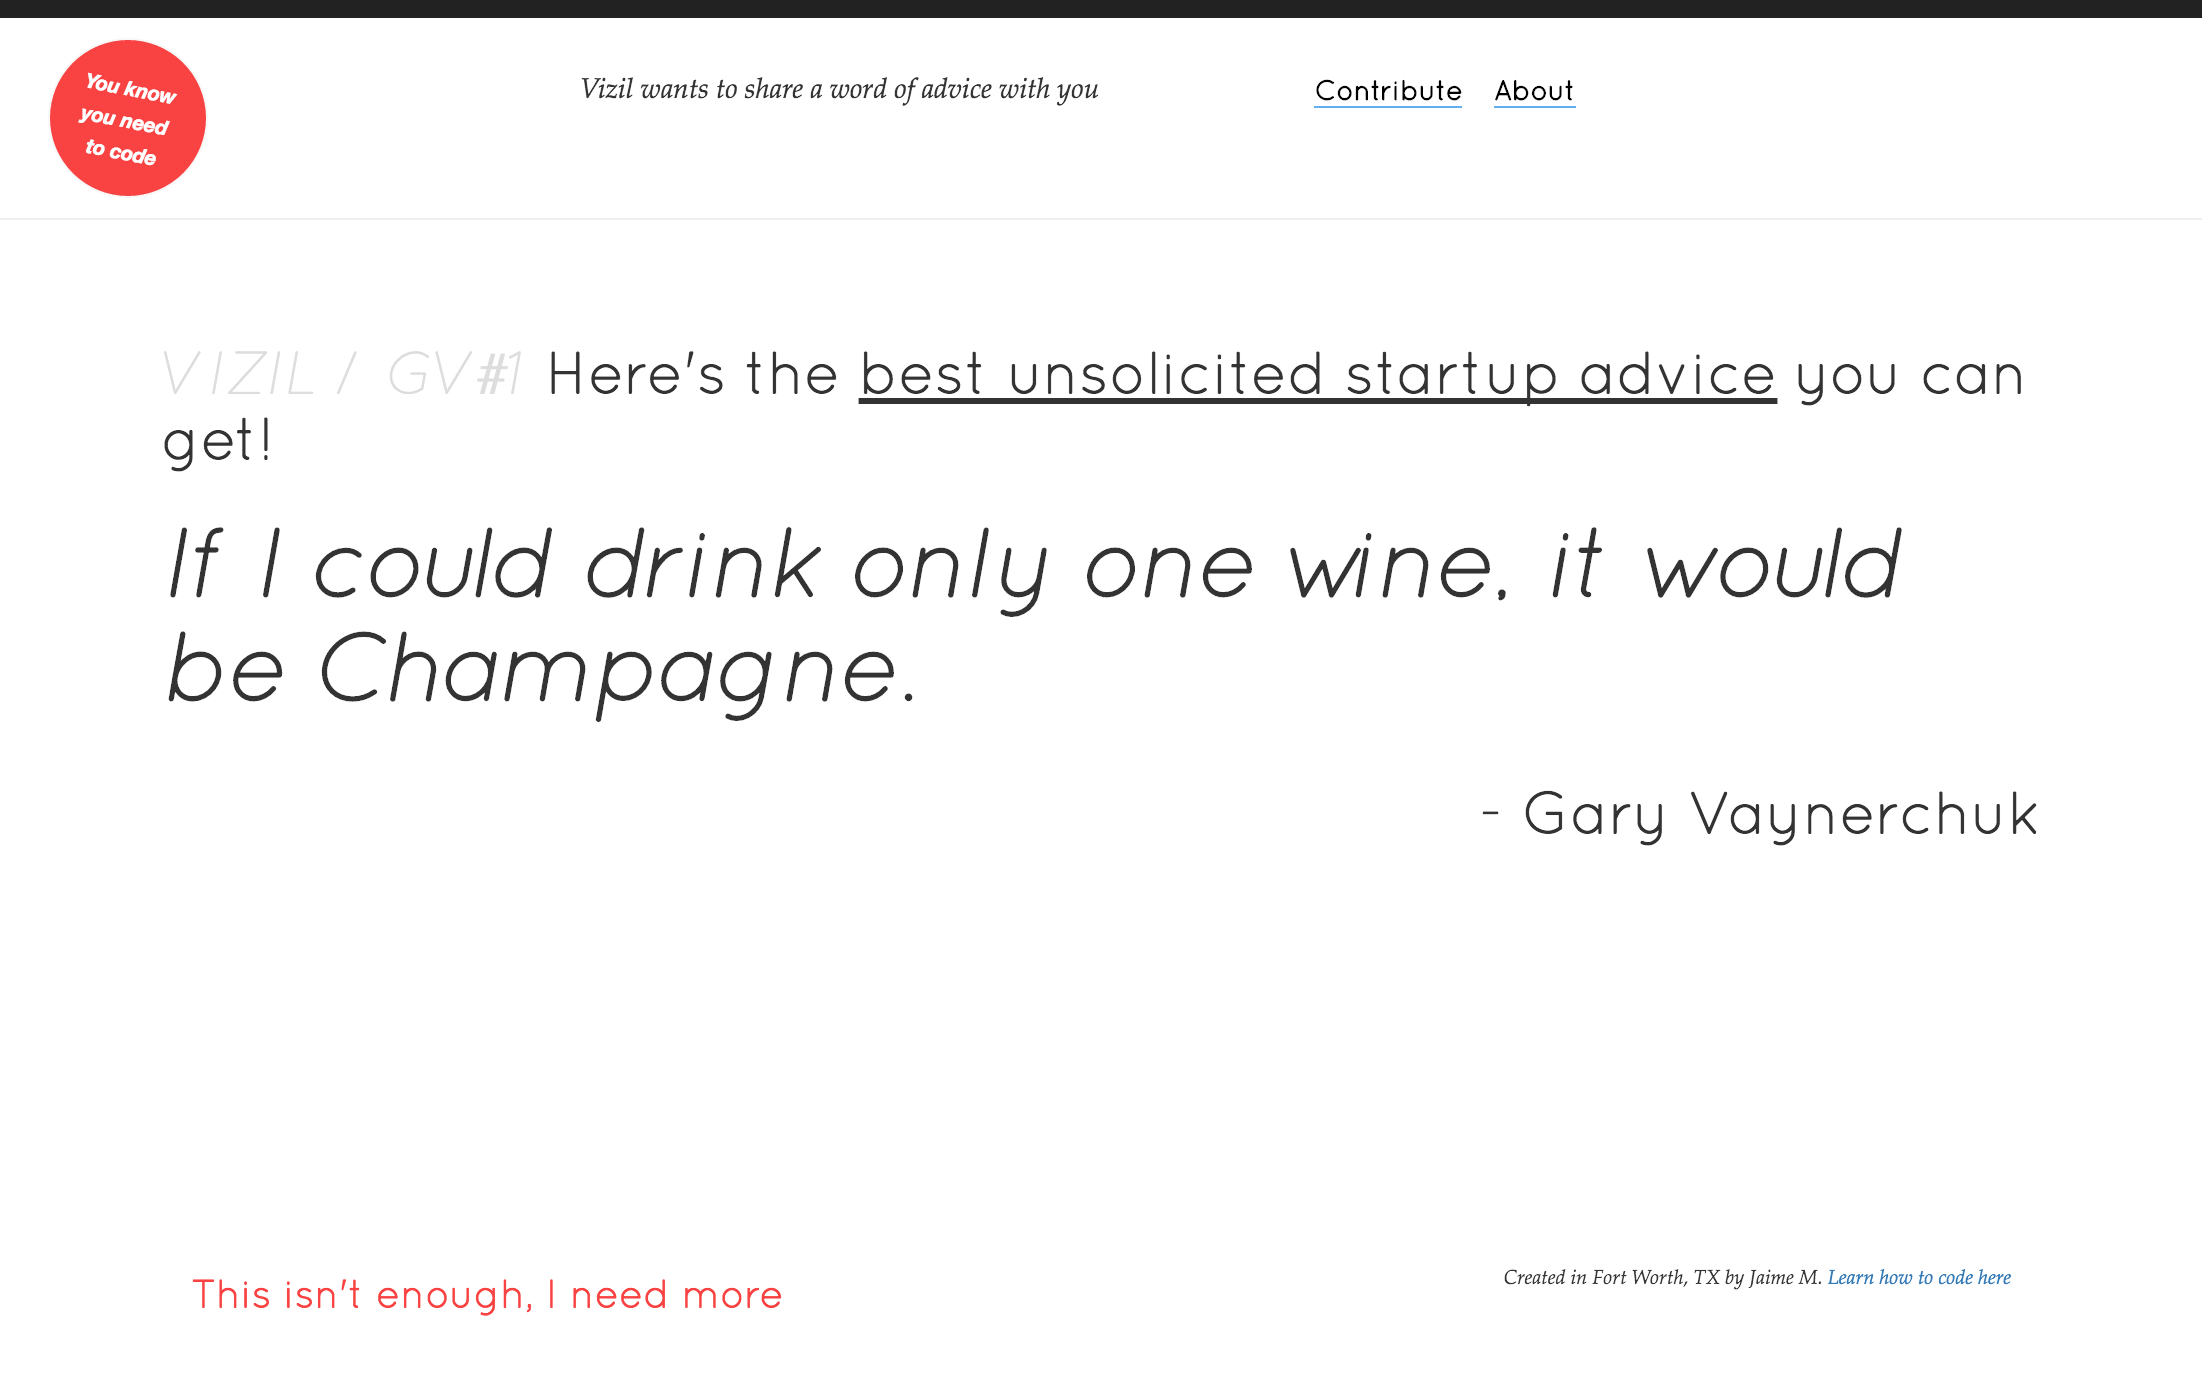 You know
you need
to code
Vizil wants to share a word of advice with you
Contribute About
VIZIL / GV#1 Here's the best unsolicited startup advice you can
get!
If I could drink only one wine, it would
be Champagne.
- Gary Vaynerchuk
This isn't enough, I need more
Created in Fort Worth, TX by Jaime M. Learn how to code here